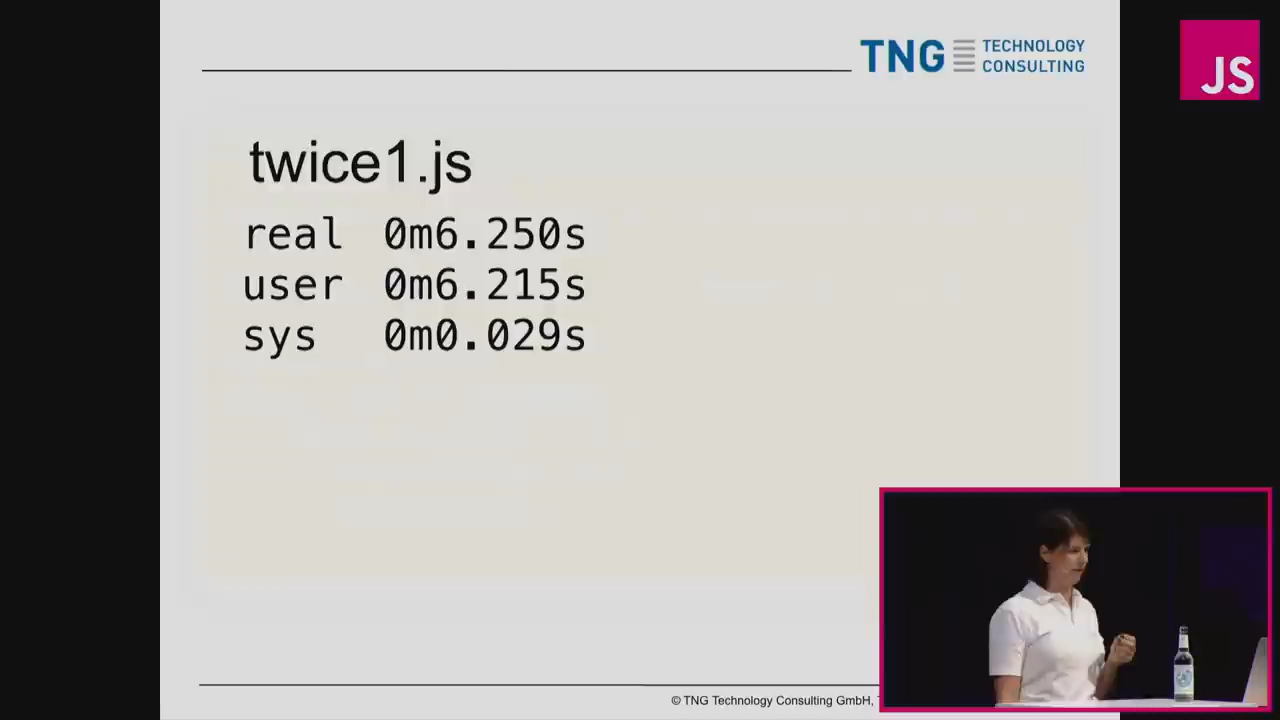 TNG TECHNOLOGY CONSULTING
JS
twice1.js
real 0m6.250s
user 0m6.215s
sys 0m0.029s
© TNG Technology Consulting GmbH,